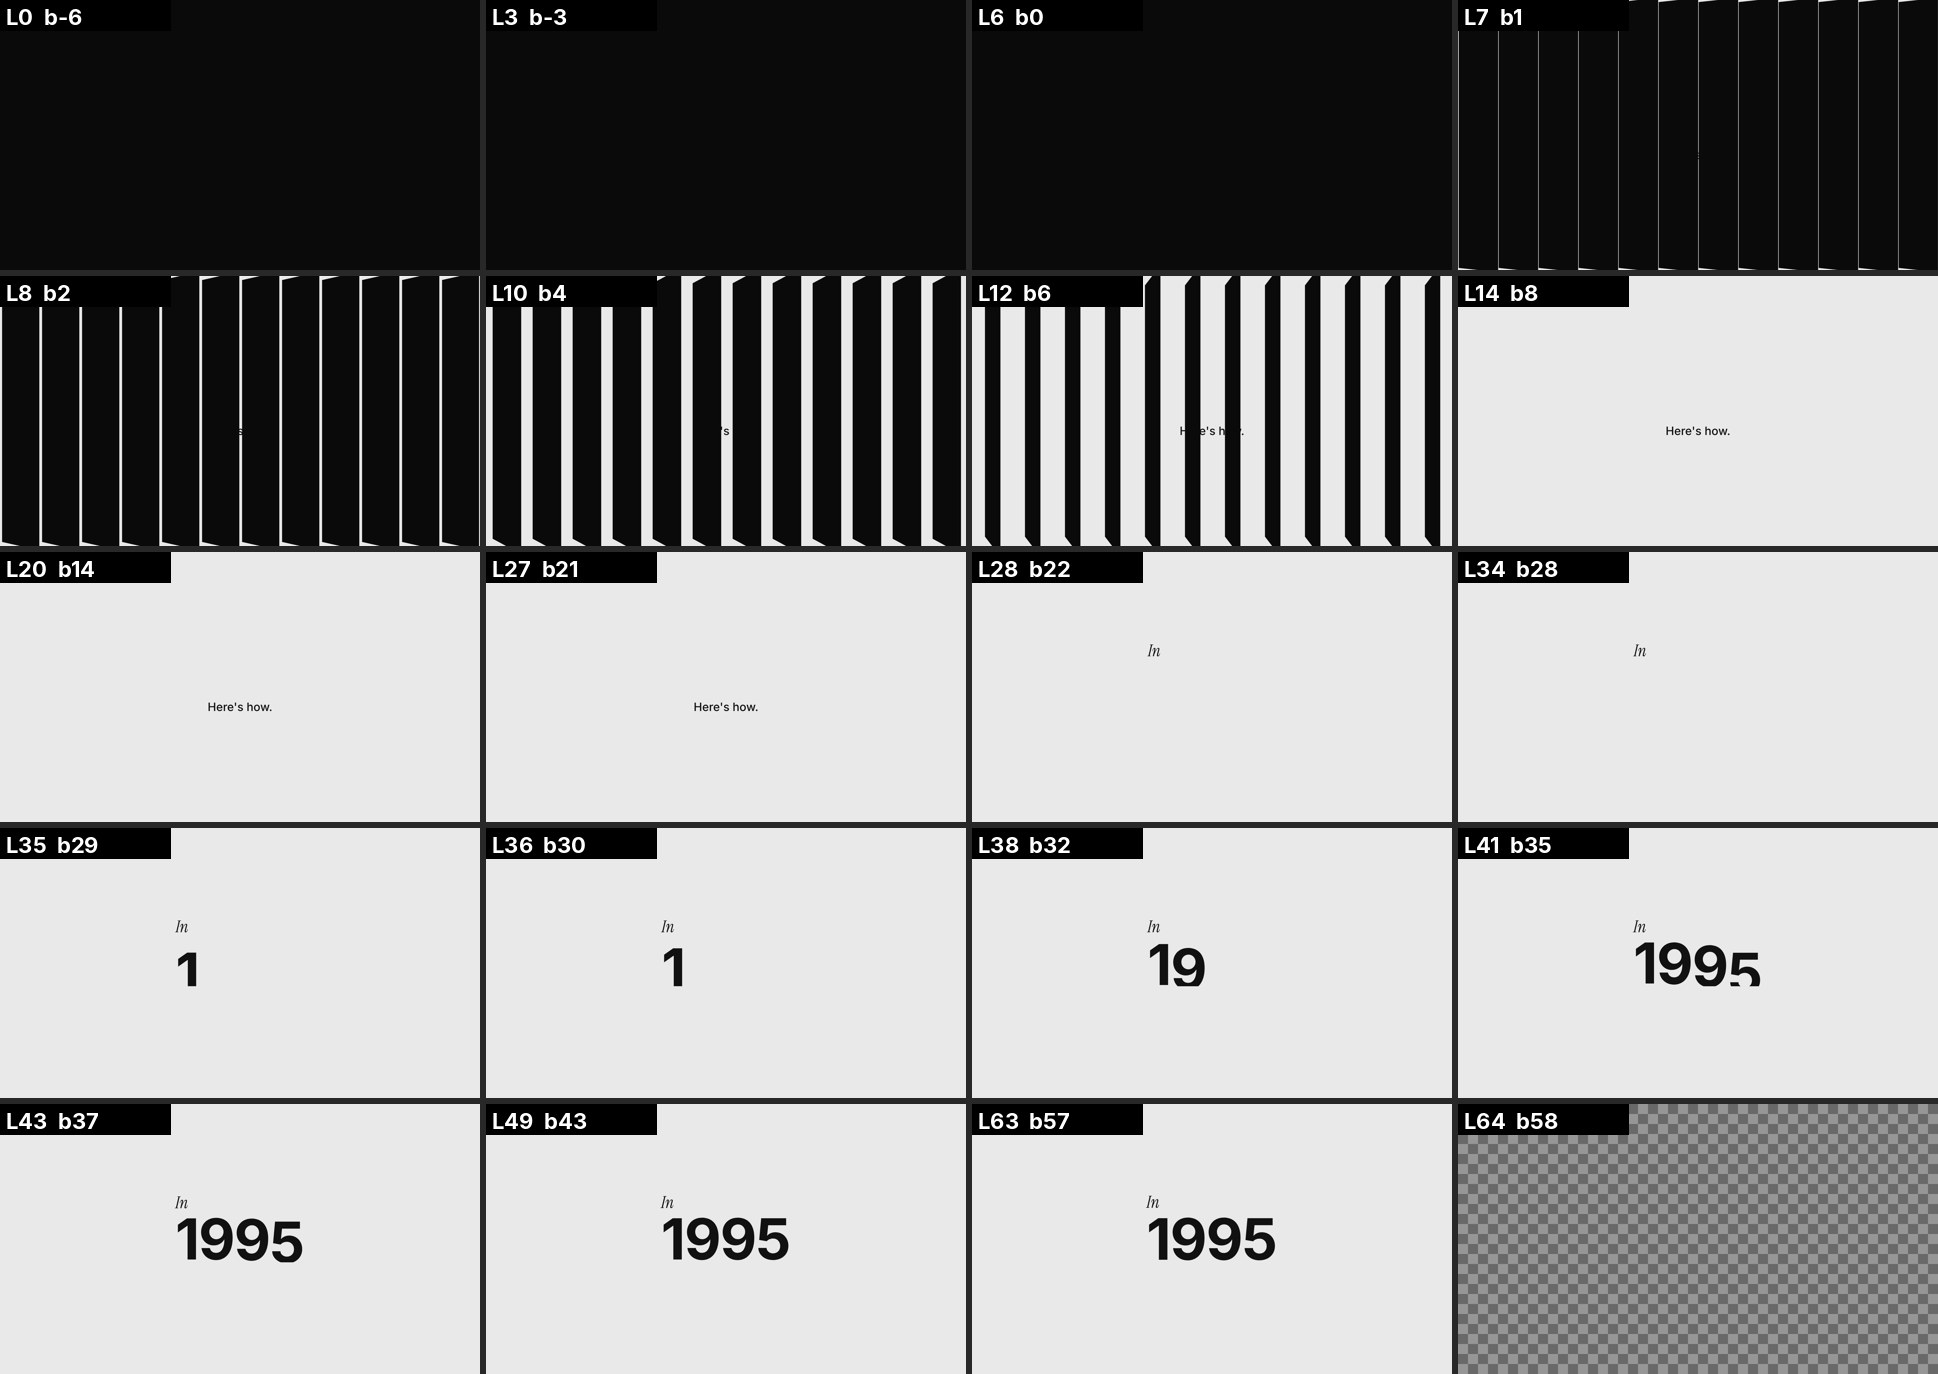 L0 b-6
L3 b-3
L6 b0
L7 b1
L8 b2
s
L10 b4
's
L12 b6
H e's h .
L14 b8
Here's how.
L20 b14
Here's how.
L27 b21
Here's how.
L28 b22
In
L34 b28
In
L35 b29
In
1
L36 b30
In
1
L38 b32
In
19
L41 b35
In
1995
L43 b37
In
1995
L49 b43
In
1995
L63 b57
In
1995
L64 b58